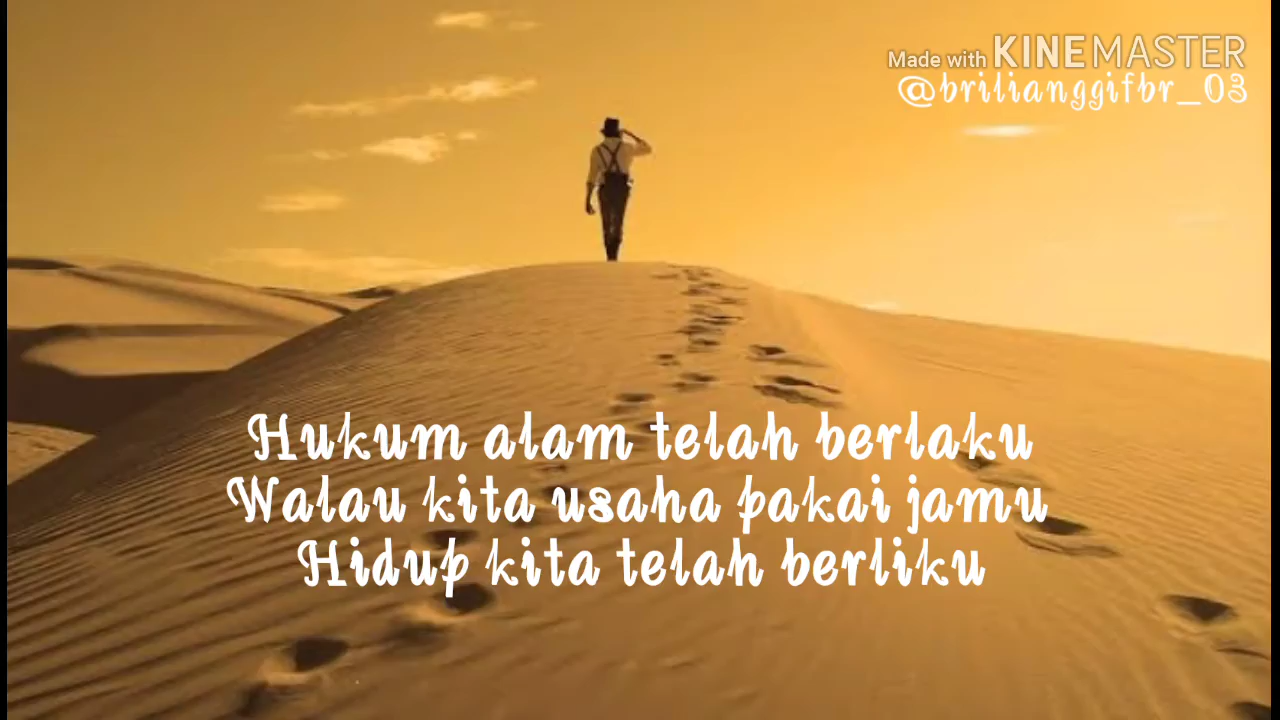 Made with KINEMASTER
@brilianggifbr_03
Hukum alam telah berlaku
Walau kita usaha pakai jamu
Hidup kita telah berliku